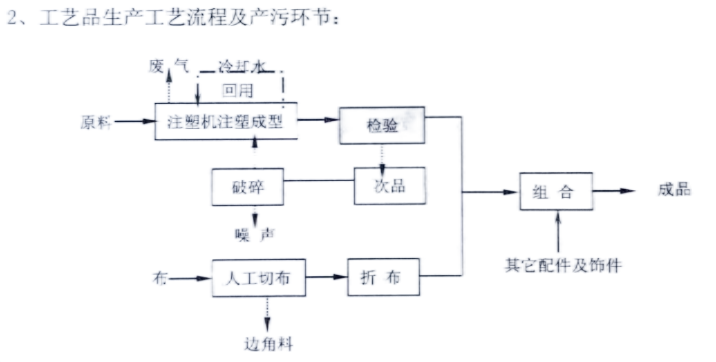 2、工艺品生产工艺流程及产污环节：
废气
冷却水
回用
原料
注塑机注塑成型
检验
破碎
次品
组合
成品
噪声
其它配件及饰件
布
人工切布
折布
边角料